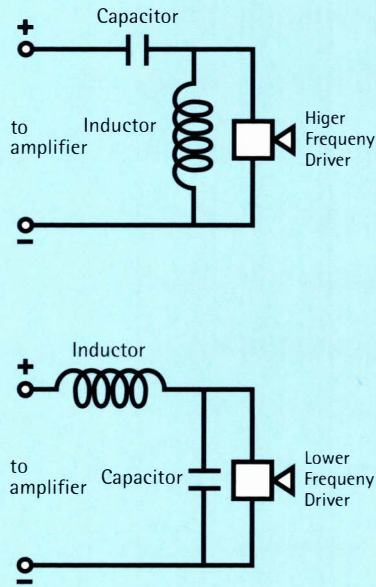 Capacitor
+
to
amplifier
Inductor
Higer
Frequeny
Driver
−
Inductor
+
to
amplifier
Capacitor
Lower
Frequeny
Driver
−